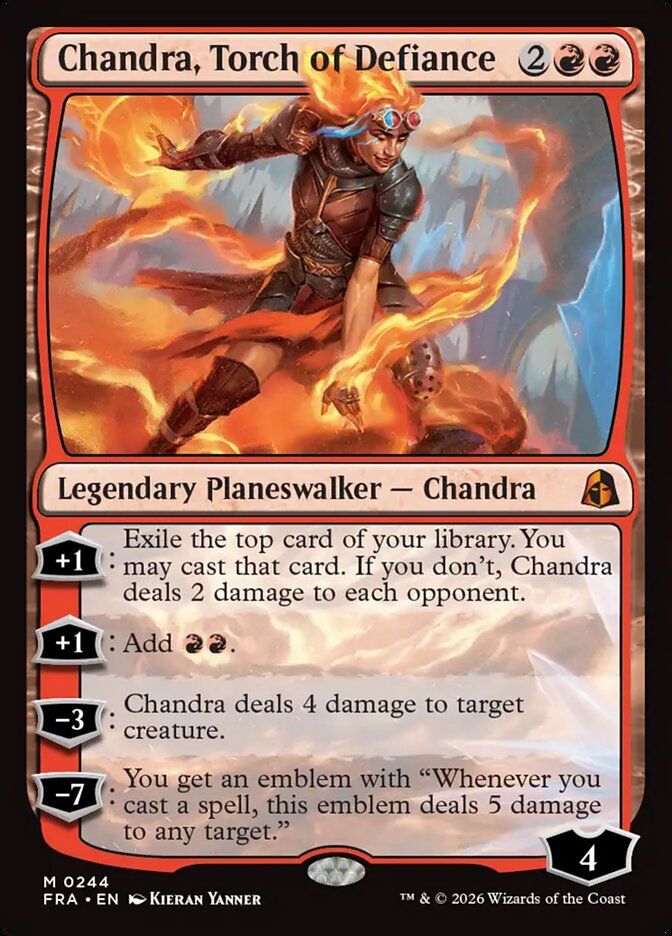 Chandra, Torch of Defiance 2
Legendary Planeswalker — Chandra
+1: Exile the top card of your library. You
may cast that card. If you don't, Chandra
deals 2 damage to each opponent.
+1: Add .
−3: Chandra deals 4 damage to target
creature.
−7: You get an emblem with “Whenever you
cast a spell, this emblem deals 5 damage
to any target.”
4
M 0244
FRA • EN Kieran Yanner
™ & © 2026 Wizards of the Coast